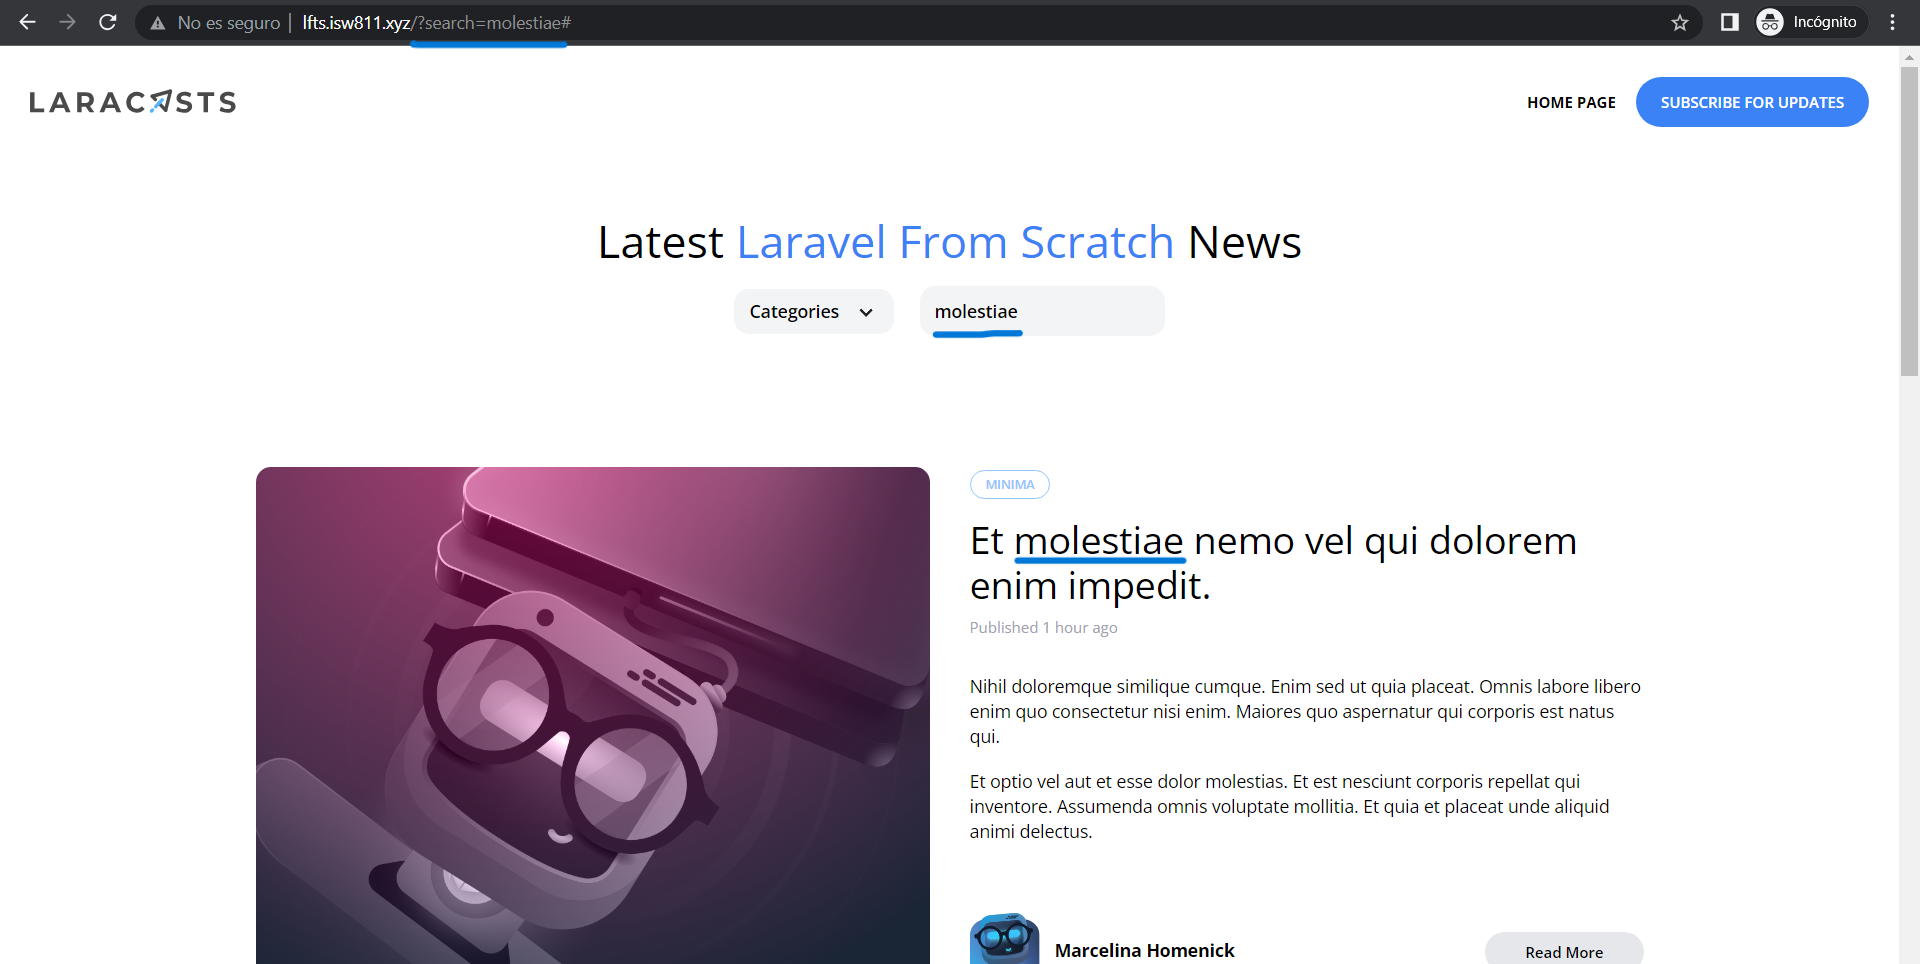 No es seguro | lfts.isw811.xyz/?search=molestiae#
Incógnito
LARACASTS
HOME PAGE
SUBSCRIBE FOR UPDATES
Latest Laravel From Scratch News
Categories
molestiae
MINIMA
Et molestiae nemo vel qui dolorem
enim impedit.
Published 1 hour ago
Nihil doloremque similique cumque. Enim sed ut quia placeat. Omnis labore libero
enim quo consectetur nisi enim. Maiores quo aspernatur qui corporis est natus
qui.
Et optio vel aut et esse dolor molestias. Et est nesciunt corporis repellat qui
inventore. Assumenda omnis voluptate mollitia. Et quia et placeat unde aliquid
animi delectus.
Marcelina Homenick
Read More